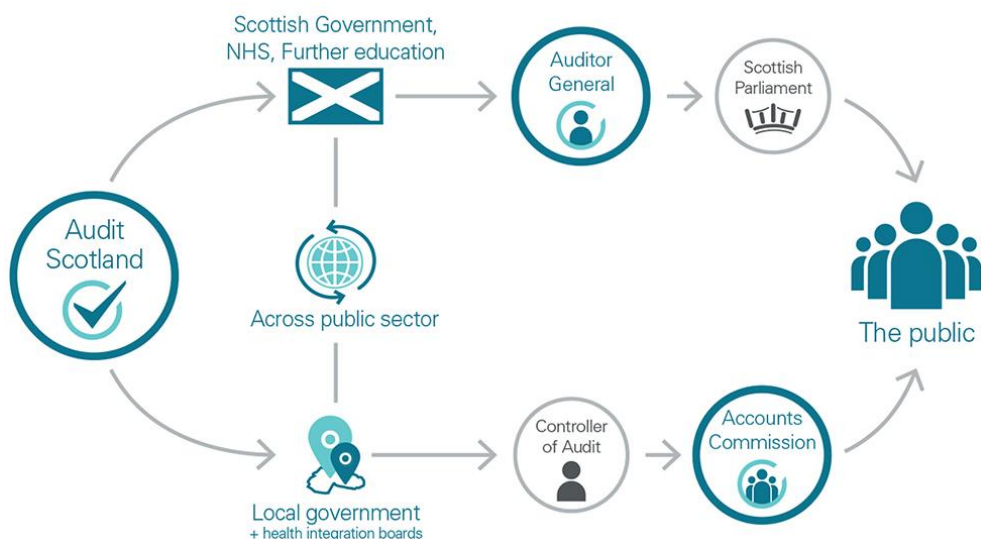 Scottish Government,
NHS, Further education
Auditor
General
Scottish
Parliament
Audit
Scotland
Across public sector
The public
Controller
of Audit
Accounts
Commission
Local government
+ health integration boards